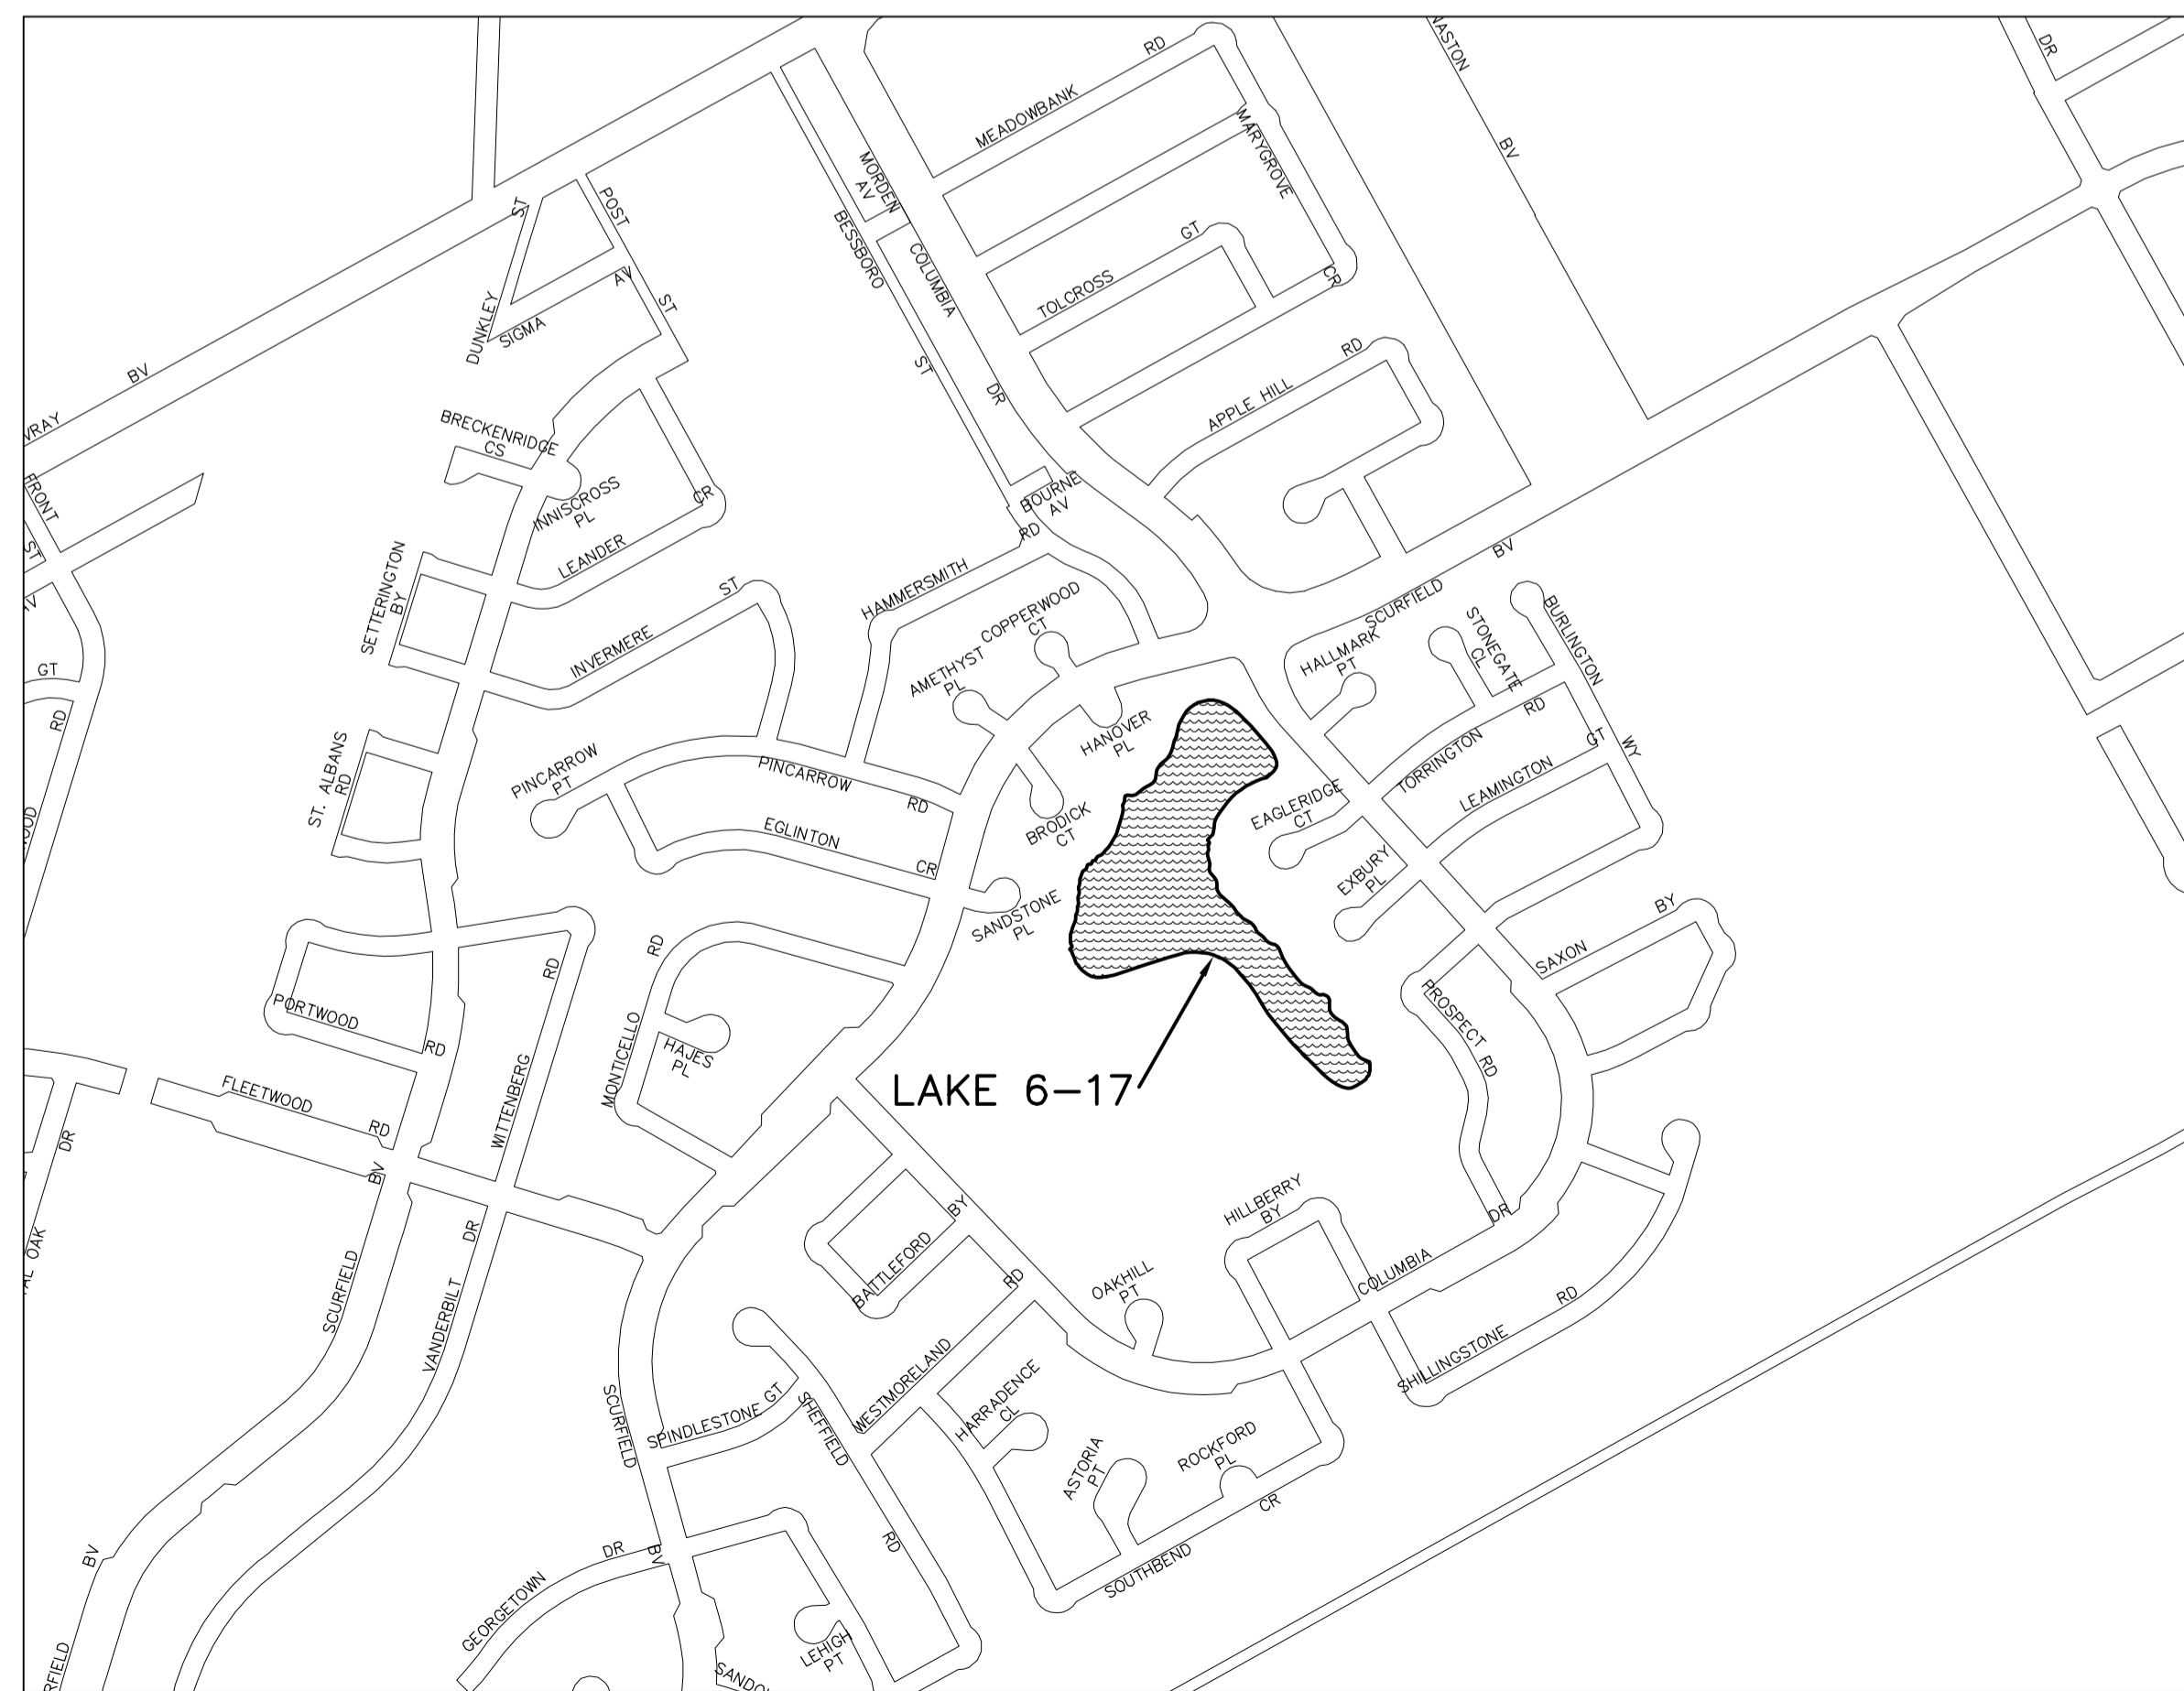 RD
MEADOWBANK
MARYGROVE
CR
BV
DR
MORDEN
AV
BESSBORO
ST
COLUMBIA
DR
TOLCROSS
GT
APPLE HILL
RD
ST
POST
ST
DUNKLEY
SIGMA
AV
BV
BRECKENRIDGE
CS
INNISCROSS
PL
LEANDER
CR
FRONT
ST
SETTERINGTON
BY
INVERMERE
ST
HAMMERSMITH
RD
BOURNE
AV
COPPERWOOD
CT
AMETHYST
PL
HANOVER
PL
BRODICK
CT
SCURFIELD
BV
HALLMARK
PT
STONEGATE
CL
BURLINGTON
WY
TORRINGTON
RD
LEAMINGTON
GT
EAGLERIDGE
CT
EXBURY
PL
GT
RD
ST. ALBANS
RD
PINCARROW
PT
PINCARROW
RD
EGLINTON
CR
SANDSTONE
PL
SAXON
BY
PROSPECT RD
PORTWOOD
RD
WITTENBERG
RD
MONTICELLO
RD
HAJES
PL
LAKE 6-17
FLEETWOOD
RD
DR
BV
SCURFIELD
BV
VANDERBILT
DR
BATTLEFORD
BY
OAKHILL
PT
HILLBERRY
BY
COLUMBIA
DR
SHILLINGSTONE
RD
SCURFIELD
BV
SPINDLESTONE GT
SHEFFIELD
RD
WESTMORELAND
RD
HARRADENCE
CL
ASTORIA
PT
ROCKFORD
PL
SOUTHBEND
CR
GEORGETOWN
DR
LEHIGH
PT